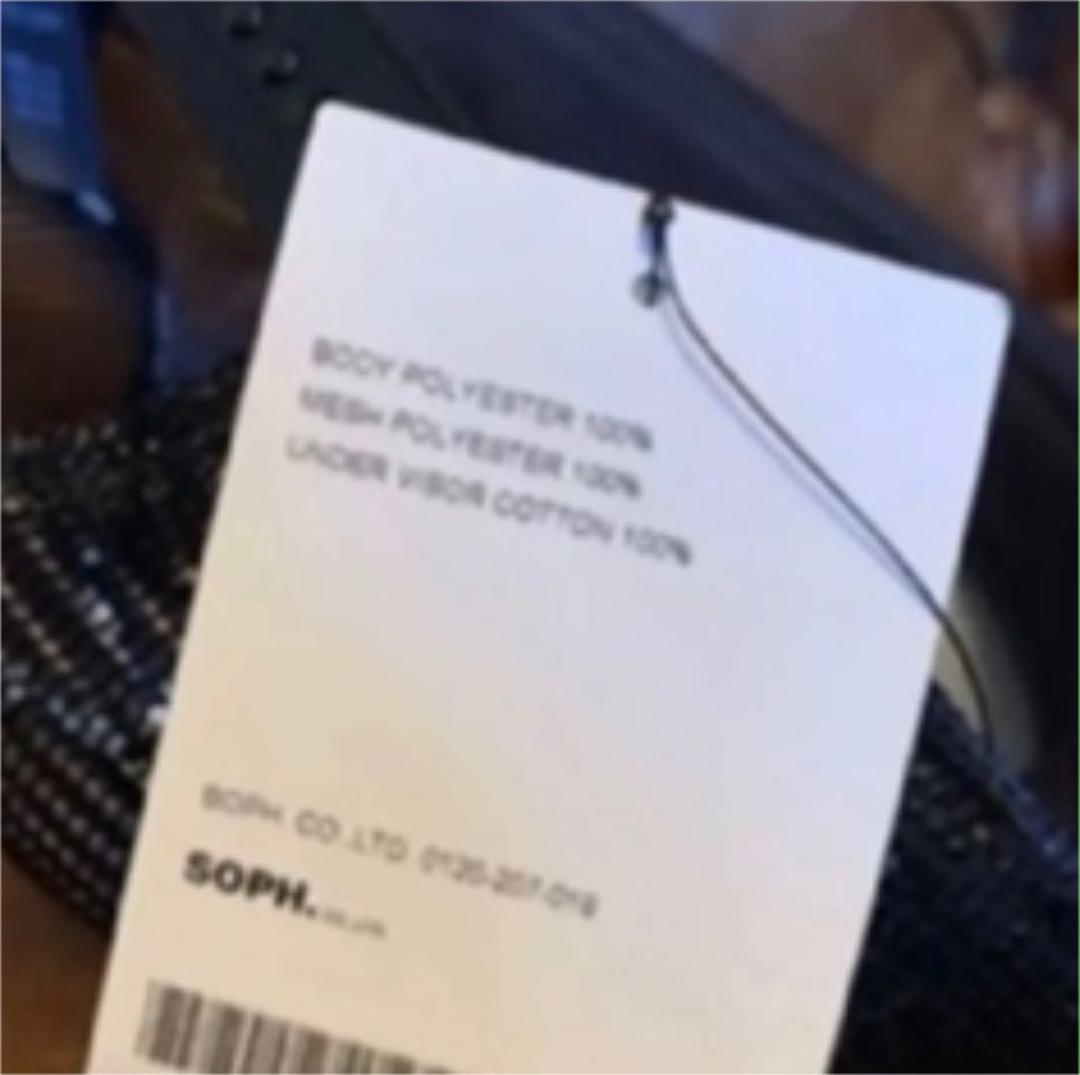 BODY POLYESTER 100%
MESH POLYESTER 100%
UNDER VISOR COTTON 100%
SOPH. CO.,LTD. 0120-207-019
SOPH.